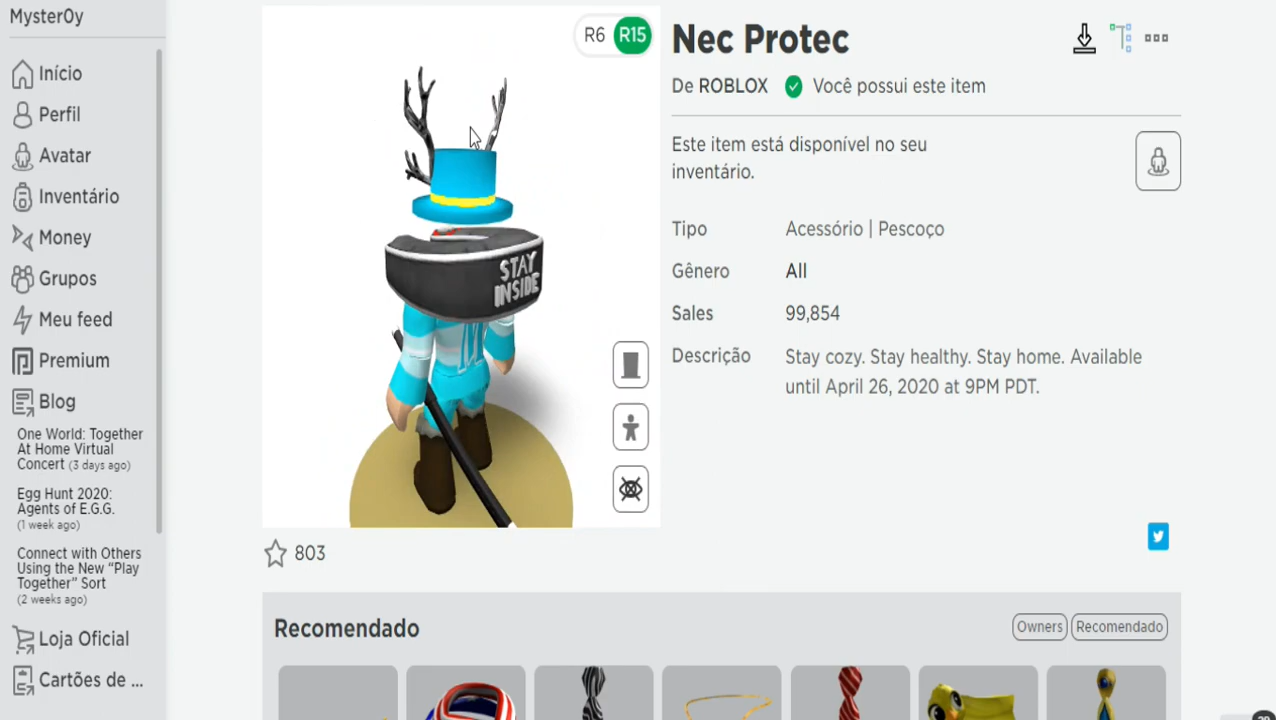 Myster0y
Início
Perfil
Avatar
Inventário
Money
Grupos
Meu feed
Premium
Blog
One World: Together
At Home Virtual
Concert (3 days ago)
Egg Hunt 2020:
Agents of E.G.G.
(1 week ago)
Connect with Others
Using the New “Play
Together” Sort
(2 weeks ago)
Loja Oficial
Cartões de ...
R6 R15
STAY
INSIDE
803
Nec Protec
De ROBLOX Você possui este item
Este item está disponível no seu
inventário.
Tipo Acessório | Pescoço
Gênero All
Sales 99,854
Descrição Stay cozy. Stay healthy. Stay home. Available
until April 26, 2020 at 9PM PDT.
Recomendado Owners Recomendado